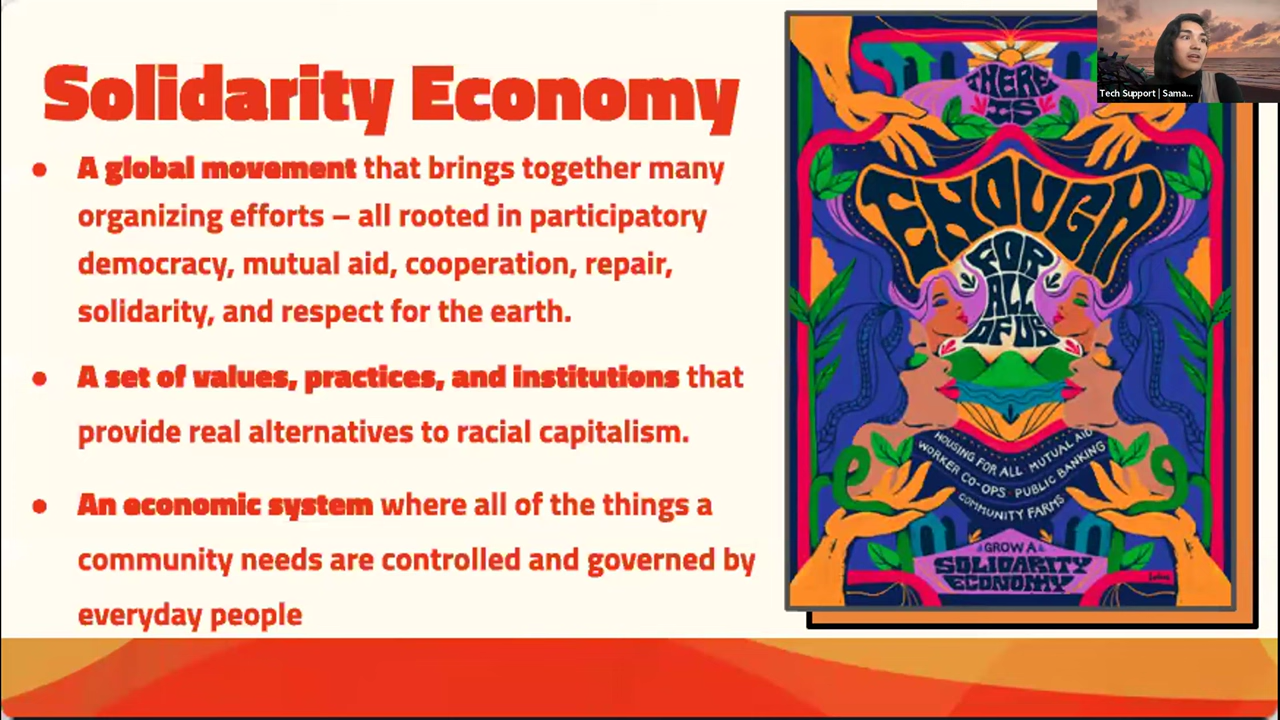 Solidarity Economy
● A global movement that brings together many
organizing efforts – all rooted in participatory
democracy, mutual aid, cooperation, repair,
solidarity, and respect for the earth.
● A set of values, practices, and institutions that
provide real alternatives to racial capitalism.
● An economic system where all of the things a
community needs are controlled and governed by
everyday people
THERE
IS
ENOUGH
FOR
ALL
OF US
HOUSING FOR ALL · MUTUAL AID
WORKER CO-OPS · PUBLIC BANKING
COMMUNITY FARMS
GROW A
SOLIDARITY
ECONOMY
Tech Support | Sama...